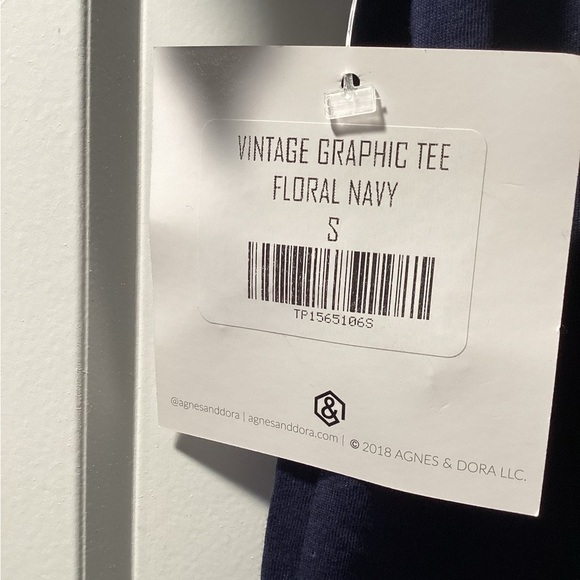 VINTAGE GRAPHIC TEE
FLORAL NAVY
S
TP1565106S
&
@agnesanddora | agnesanddora.com | © 2018 AGNES & DORA LLC.